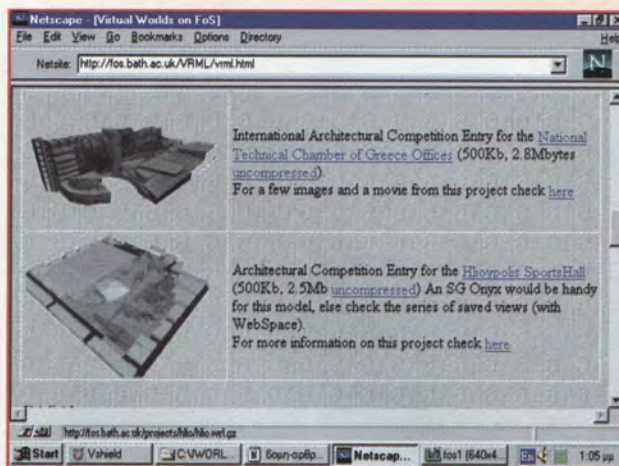 Netscape - [Virtual Worlds on FoS]
File Edit View Go Bookmarks Options Directory
Help
Netsite: http://fos.bath.ac.uk/VRML/vrml.html
N
International Architectural Competition Entry for the National
Technical Chamber of Greece Offices (500Kb, 2.8Mbytes
uncompressed).
For a few images and a movie from this project check here
Architectural Competition Entry for the Hlioypolis SportsHall
(500Kb, 2.5Mb uncompressed) An SG Onyx would be handy
for this model, else check the series of saved views (with
WebSpace).
For more information on this project check here
http://fos.bath.ac.uk/projects/hlio/hlio.wrl.gz
Start Vshield C:\WORL... δομη-αρθρ... Netscap... fos1 (640x4... En 1:05 μμ